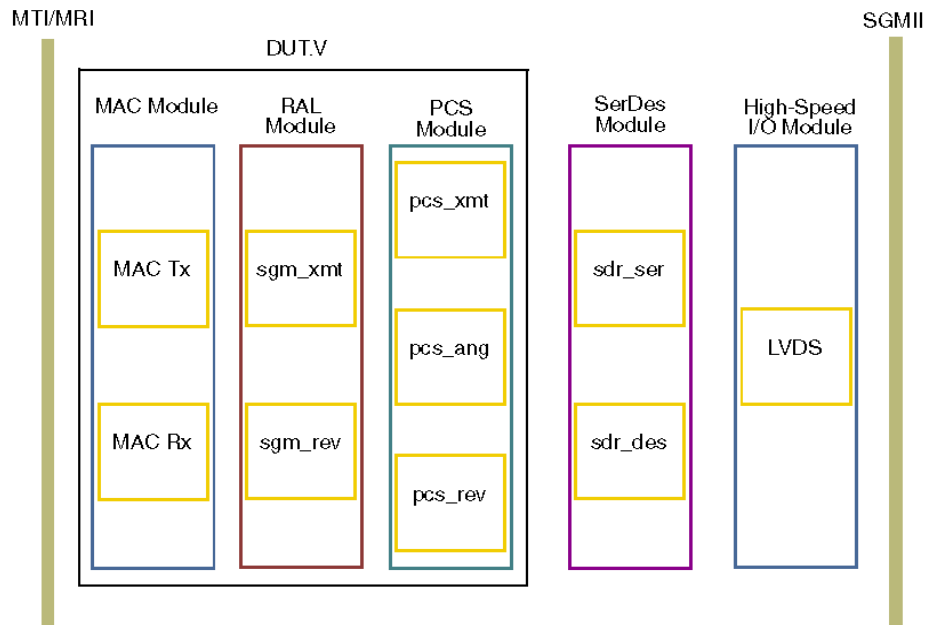 MTI/MRI
SGMII
DUT.V
MAC Module
RAL
Module
PCS
Module
SerDes
Module
High-Speed
I/O Module
pcs_xmt
MAC Tx
sgm_xmt
sdr_ser
pcs_ang
LVDS
MAC Rx
sgm_rev
sdr_des
pcs_rev